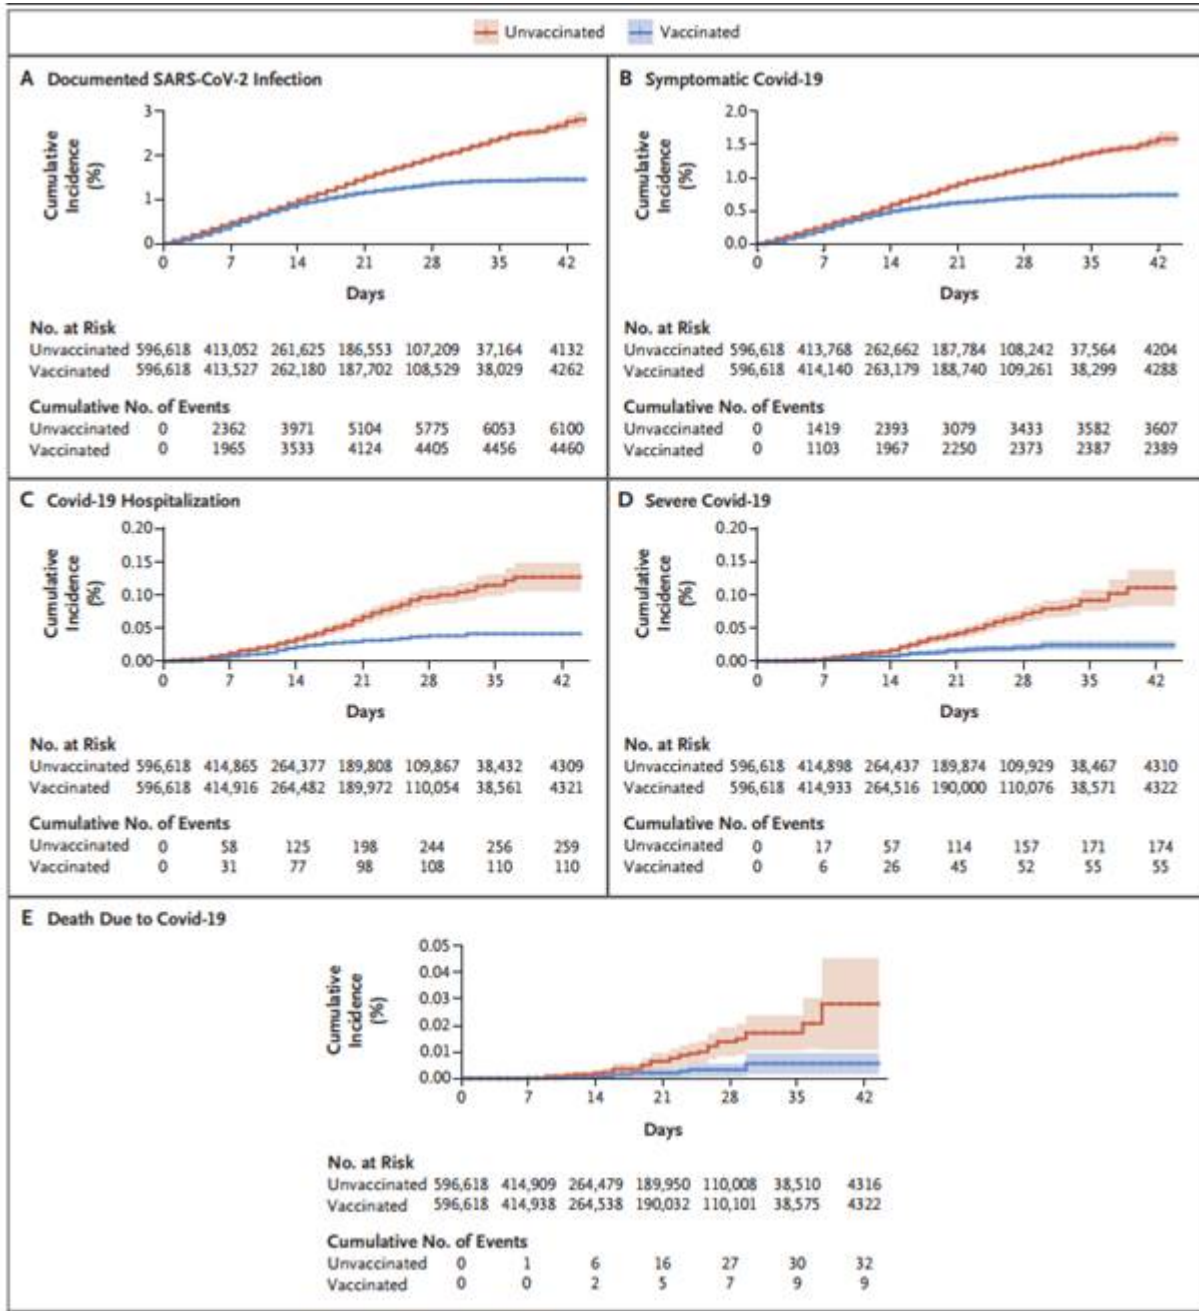 Unvaccinated Vaccinated
A Documented SARS-CoV-2 Infection
Cumulative Incidence (%)
3
2
1
0
0 7 14 21 28 35 42
Days
No. at Risk
Unvaccinated 596,618 413,052 261,625 186,553 107,209 37,164 4132
Vaccinated 596,618 413,527 262,180 187,702 108,529 38,029 4262
Cumulative No. of Events
Unvaccinated 0 2362 3971 5104 5775 6053 6100
Vaccinated 0 1965 3533 4124 4405 4456 4460
B Symptomatic Covid-19
Cumulative Incidence (%)
2.0
1.5
1.0
0.5
0.0
0 7 14 21 28 35 42
Days
No. at Risk
Unvaccinated 596,618 413,768 262,662 187,784 108,242 37,564 4204
Vaccinated 596,618 414,140 263,179 188,740 109,261 38,299 4288
Cumulative No. of Events
Unvaccinated 0 1419 2393 3079 3433 3582 3607
Vaccinated 0 1103 1967 2250 2373 2387 2389
C Covid-19 Hospitalization
Cumulative Incidence (%)
0.20
0.15
0.10
0.05
0.00
0 7 14 21 28 35 42
Days
No. at Risk
Unvaccinated 596,618 414,865 264,377 189,808 109,867 38,432 4309
Vaccinated 596,618 414,916 264,482 189,972 110,054 38,561 4321
Cumulative No. of Events
Unvaccinated 0 58 125 198 244 256 259
Vaccinated 0 31 77 98 108 110 110
D Severe Covid-19
Cumulative Incidence (%)
0.20
0.15
0.10
0.05
0.00
0 7 14 21 28 35 42
Days
No. at Risk
Unvaccinated 596,618 414,898 264,437 189,874 109,929 38,467 4310
Vaccinated 596,618 414,933 264,516 190,000 110,076 38,571 4322
Cumulative No. of Events
Unvaccinated 0 17 57 114 157 171 174
Vaccinated 0 6 26 45 52 55 55
E Death Due to Covid-19
Cumulative Incidence (%)
0.05
0.04
0.03
0.02
0.01
0.00
0 7 14 21 28 35 42
Days
No. at Risk
Unvaccinated 596,618 414,909 264,479 189,950 110,008 38,510 4316
Vaccinated 596,618 414,938 264,538 190,032 110,101 38,575 4322
Cumulative No. of Events
Unvaccinated 0 1 6 16 27 30 32
Vaccinated 0 0 2 5 7 9 9